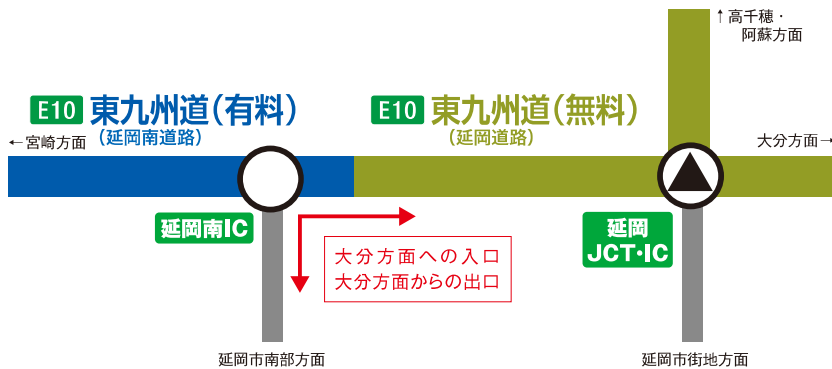 ↑高千穂・
阿蘇方面
E10 東九州道(有料)
(延岡南道路)
E10 東九州道(無料)
(延岡道路)
←宮崎方面
大分方面→
延岡南IC
延岡
JCT・IC
大分方面への入口
大分方面からの出口
延岡市南部方面
延岡市街地方面